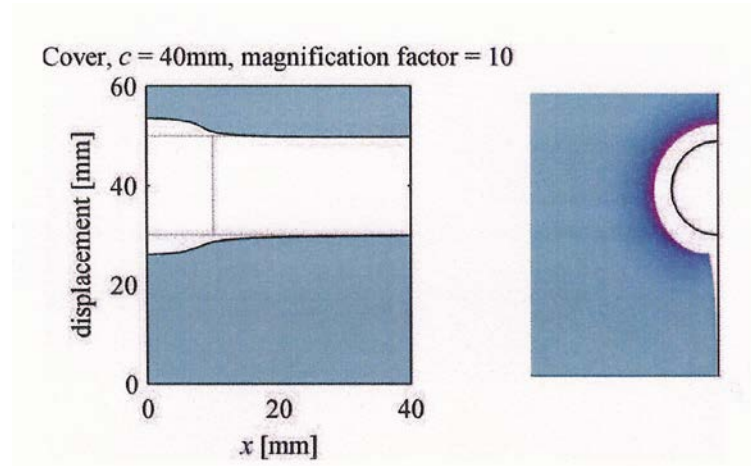 Cover, c = 40mm, magnification factor = 10
60
40
20
0
displacement [mm]
0 20 40
x [mm]